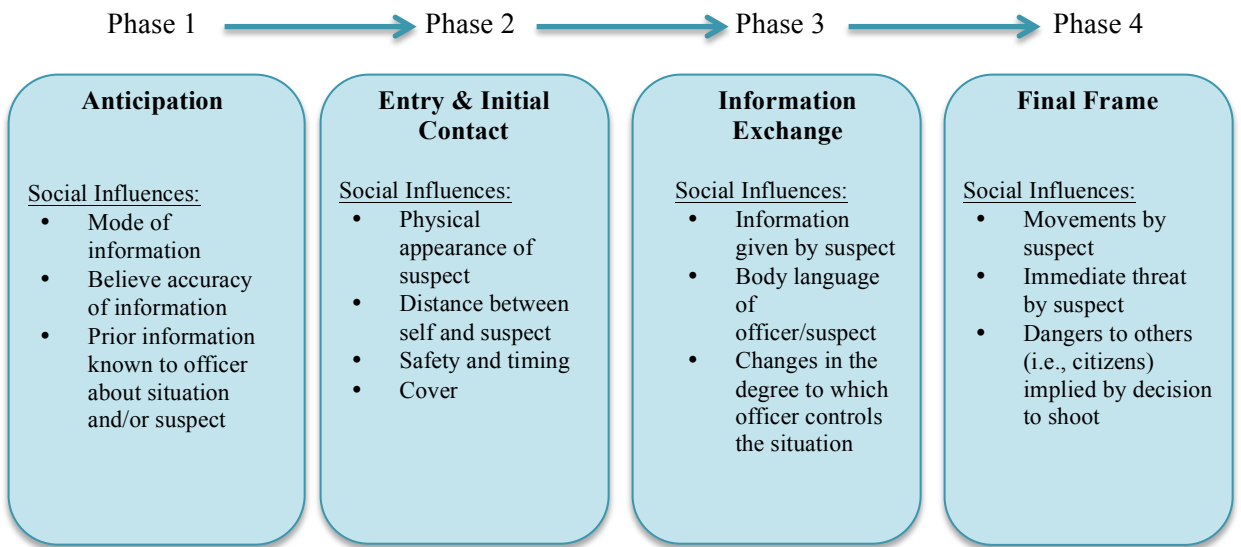 Phase 1 Phase 2 Phase 3 Phase 4
Anticipation
Social Influences:
• Mode of
information
• Believe accuracy
of information
• Prior information
known to officer
about situation
and/or suspect
Entry & Initial
Contact
Social Influences:
• Physical
appearance of
suspect
• Distance between
self and suspect
• Safety and timing
• Cover
Information
Exchange
Social Influences:
• Information
given by suspect
• Body language
of
officer/suspect
• Changes in the
degree to which
officer controls
the situation
Final Frame
Social Influences:
• Movements by
suspect
• Immediate threat
by suspect
• Dangers to others
(i.e., citizens)
implied by decision
to shoot